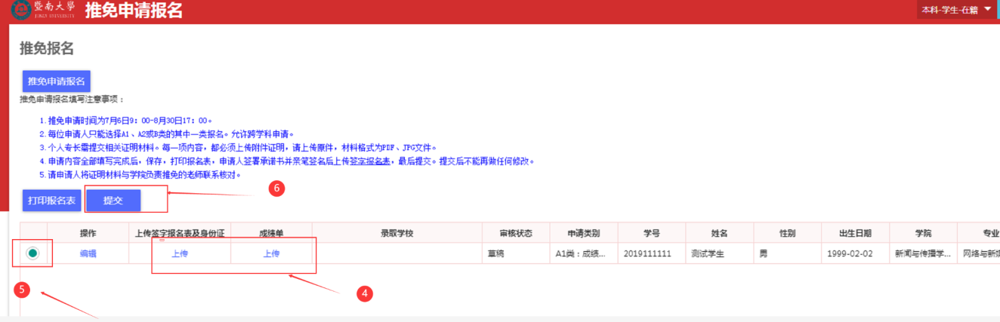 暨南大學 推免申请报名 本科-学生-在籍
JINAN UNIVERSITY
推免报名
推免申请报名
推免申请报名填写注意事项：
1. 推免申请时间为7月6日9：00-8月30日17：00。
2. 每位申请人只能选择A1、A2或B类的其中一类报名。允许跨学科申请。
3. 个人专长需提交相关证明材料。每一项内容，都必须上传附件证明，请上传原件，材料格式为PDF、JPG文件。
4. 申请内容全部填写完成后，保存，打印报名表，申请人签署承诺书并亲笔签名后上传签字报名表，最后提交。提交后不能再做任何修改。
5. 请申请人将证明材料与学院负责推免的老师联系核对。
6
打印报名表 提交
操作 上传签字报名表及身份证 成绩单 录取学校 审核状态 申请类别 学号 姓名 性别 出生日期 学院 专业
编辑 上传 上传 草稿 A1类：成绩... 2019111111 测试学生 男 1999-02-02 新闻与传播学... 网络与新
5
4